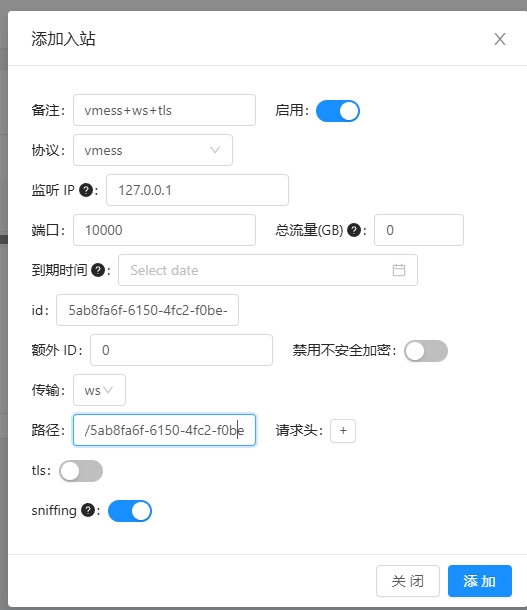 添加入站
备注: vmess+ws+tls 启用:
协议: vmess
监听 IP ?: 127.0.0.1
端口: 10000 总流量(GB) ?: 0
到期时间 ?: Select date
id: 5ab8fa6f-6150-4fc2-f0be-
额外 ID: 0 禁用不安全加密:
传输: ws
路径: /5ab8fa6f-6150-4fc2-f0be 请求头: +
tls:
sniffing ?:
关 闭 添 加